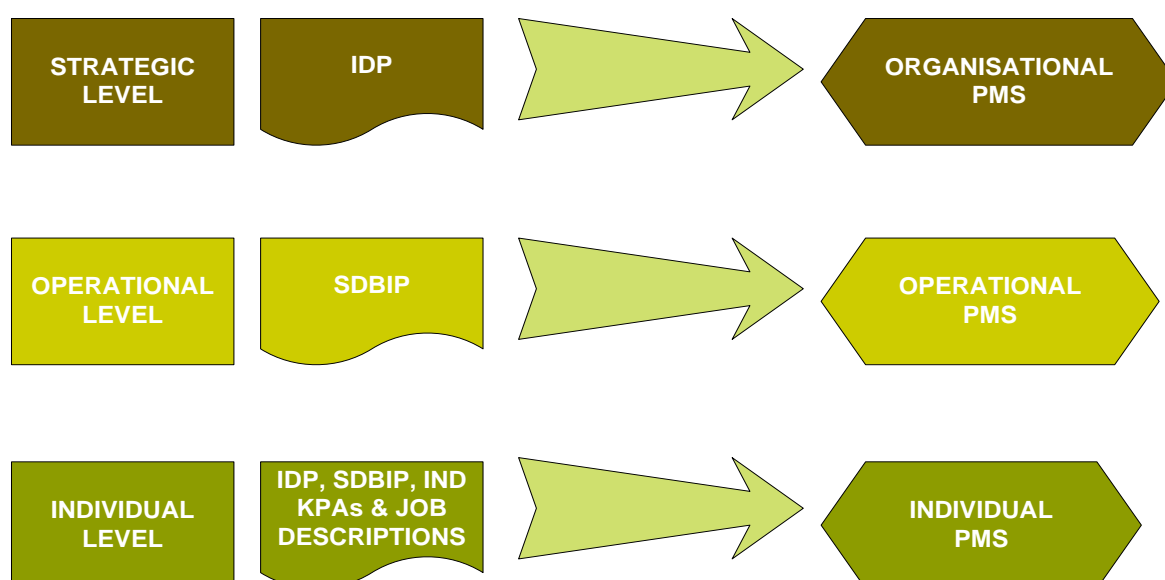 STRATEGIC
LEVEL
IDP
ORGANISATIONAL
PMS
OPERATIONAL
LEVEL
SDBIP
OPERATIONAL
PMS
INDIVIDUAL
LEVEL
IDP, SDBIP, IND
KPAs & JOB
DESCRIPTIONS
INDIVIDUAL
PMS